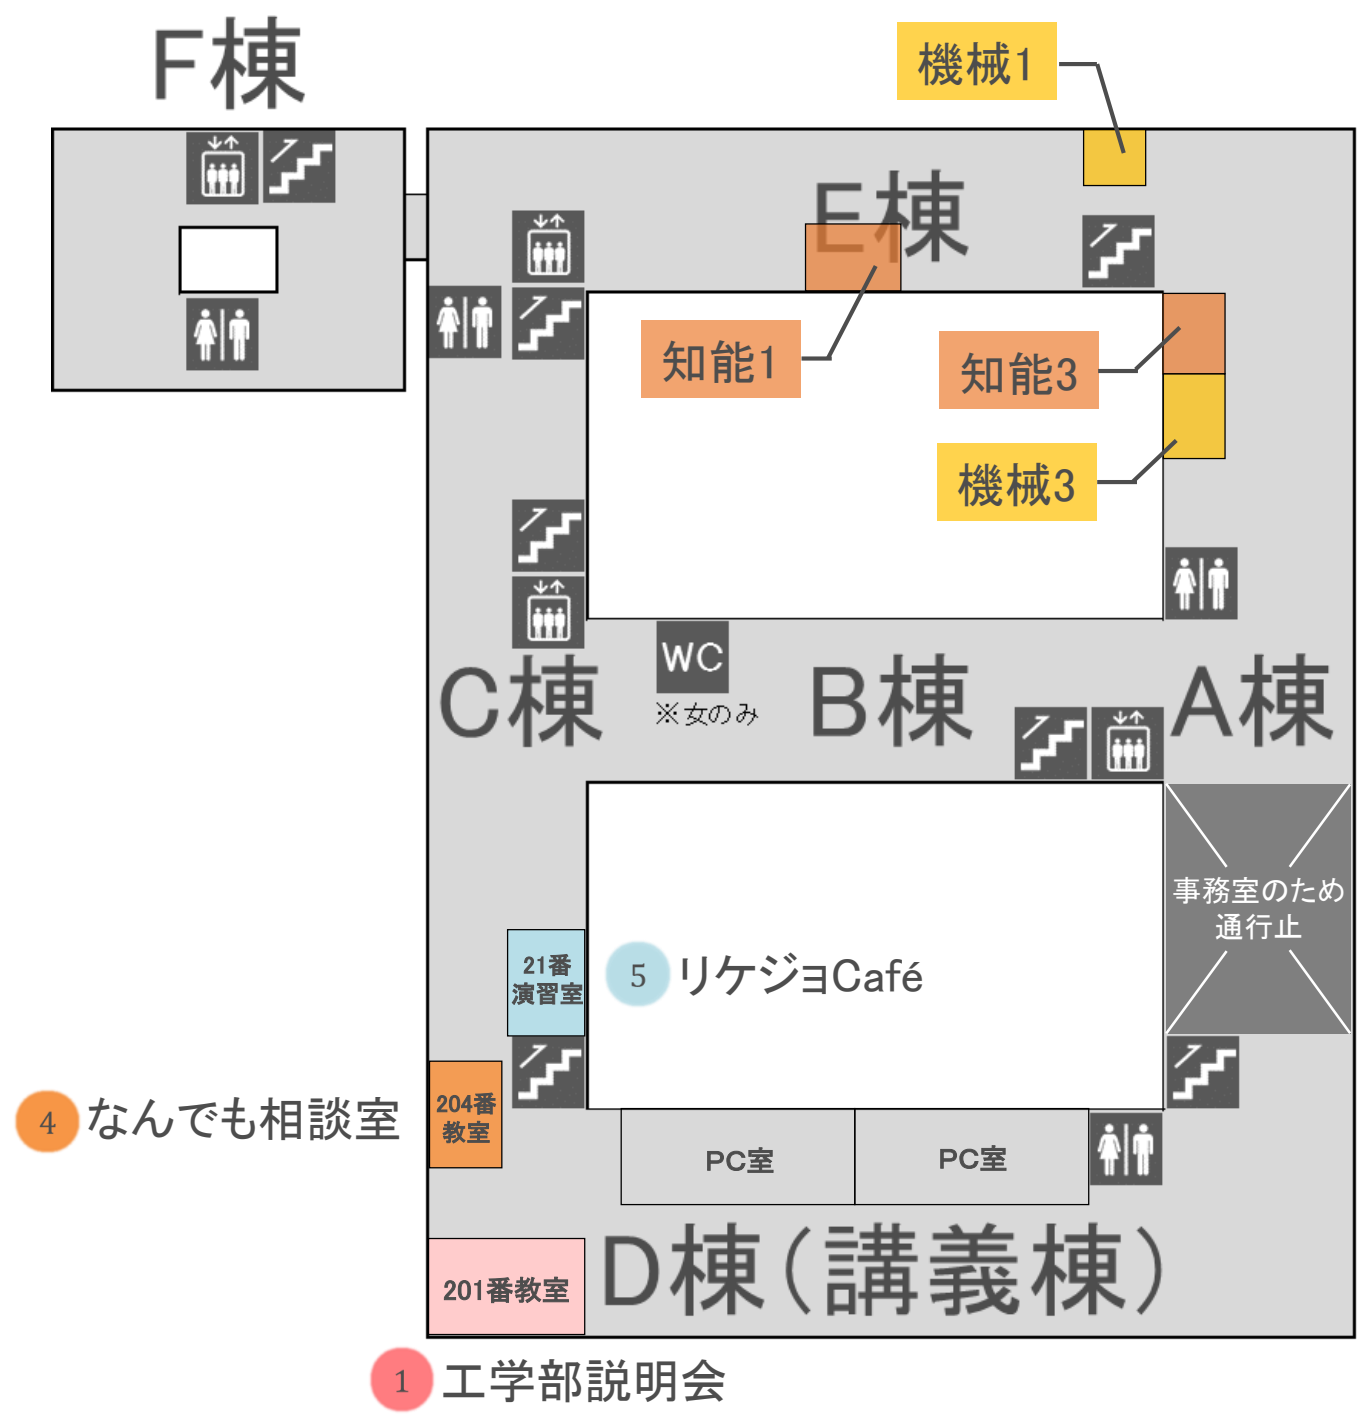 F棟
機械1
E棟
知能1
知能3
機械3
WC
※女のみ
C棟
B棟
A棟
事務室のため
通行止
21番
演習室
5 リケジョCafé
4 なんでも相談室
204番
教室
PC室
PC室
D棟(講義棟)
201番教室
1 工学部説明会